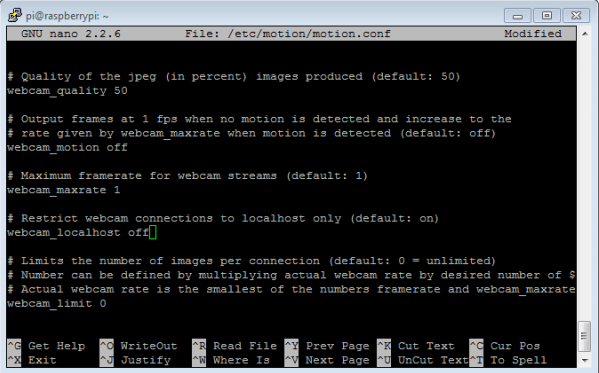 pi@raspberrypi: ~
GNU nano 2.2.6 File: /etc/motion/motion.conf Modified
# Quality of the jpeg (in percent) images produced (default: 50)
webcam_quality 50
# Output frames at 1 fps when no motion is detected and increase to the
# rate given by webcam_maxrate when motion is detected (default: off)
webcam_motion off
# Maximum framerate for webcam streams (default: 1)
webcam_maxrate 1
# Restrict webcam connections to localhost only (default: on)
webcam_localhost off
# Limits the number of images per connection (default: 0 = unlimited)
# Number can be defined by multiplying actual webcam rate by desired number of $
# Actual webcam rate is the smallest of the numbers framerate and webcam_maxrate
webcam_limit 0
^G Get Help ^O WriteOut ^R Read File ^Y Prev Page ^K Cut Text ^C Cur Pos
^X Exit ^J Justify ^W Where Is ^V Next Page ^U UnCut Text ^T To Spell